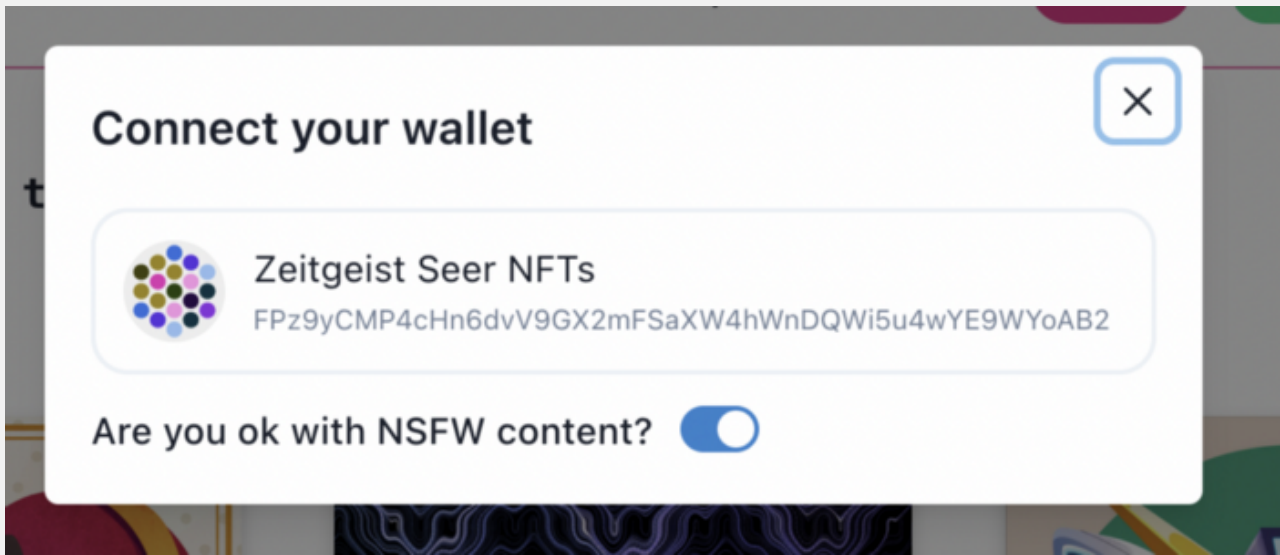 Connect your wallet
Zeitgeist Seer NFTs
FPz9yCMP4cHn6dvV9GX2mFSaXW4hWnDQWi5u4wYE9WYoAB2
Are you ok with NSFW content?